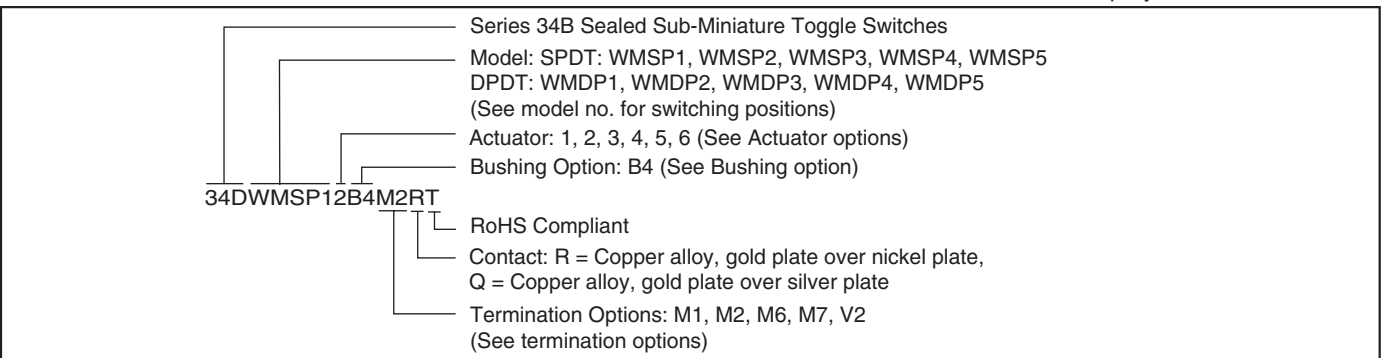 Series 34B Sealed Sub-Miniature Toggle Switches
Model: SPDT: WMSP1, WMSP2, WMSP3, WMSP4, WMSP5
DPDT: WMDP1, WMDP2, WMDP3, WMDP4, WMDP5
(See model no. for switching positions)
Actuator: 1, 2, 3, 4, 5, 6 (See Actuator options)
Bushing Option: B4 (See Bushing option)
34DWMSP12B4M2RT
RoHS Compliant
Contact: R = Copper alloy, gold plate over nickel plate,
Q = Copper alloy, gold plate over silver plate
Termination Options: M1, M2, M6, M7, V2
(See termination options)